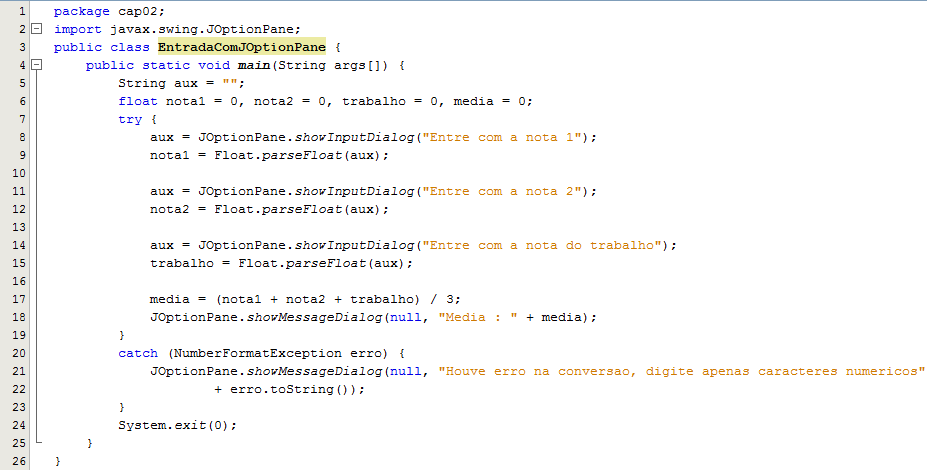 1 package cap02;
2 import javax.swing.JOptionPane;
3 public class EntradaComJOptionPane {
4 public static void main(String args[]) {
5 String aux = "";
6 float nota1 = 0, nota2 = 0, trabalho = 0, media = 0;
7 try {
8 aux = JOptionPane.showInputDialog("Entre com a nota 1");
9 nota1 = Float.parseFloat(aux);
10
11 aux = JOptionPane.showInputDialog("Entre com a nota 2");
12 nota2 = Float.parseFloat(aux);
13
14 aux = JOptionPane.showInputDialog("Entre com a nota do trabalho");
15 trabalho = Float.parseFloat(aux);
16
17 media = (nota1 + nota2 + trabalho) / 3;
18 JOptionPane.showMessageDialog(null, "Media : " + media);
19 }
20 catch (NumberFormatException erro) {
21 JOptionPane.showMessageDialog(null, "Houve erro na conversao, digite apenas caracteres numericos"
22 + erro.toString());
23 }
24 System.exit(0);
25 }
26 }